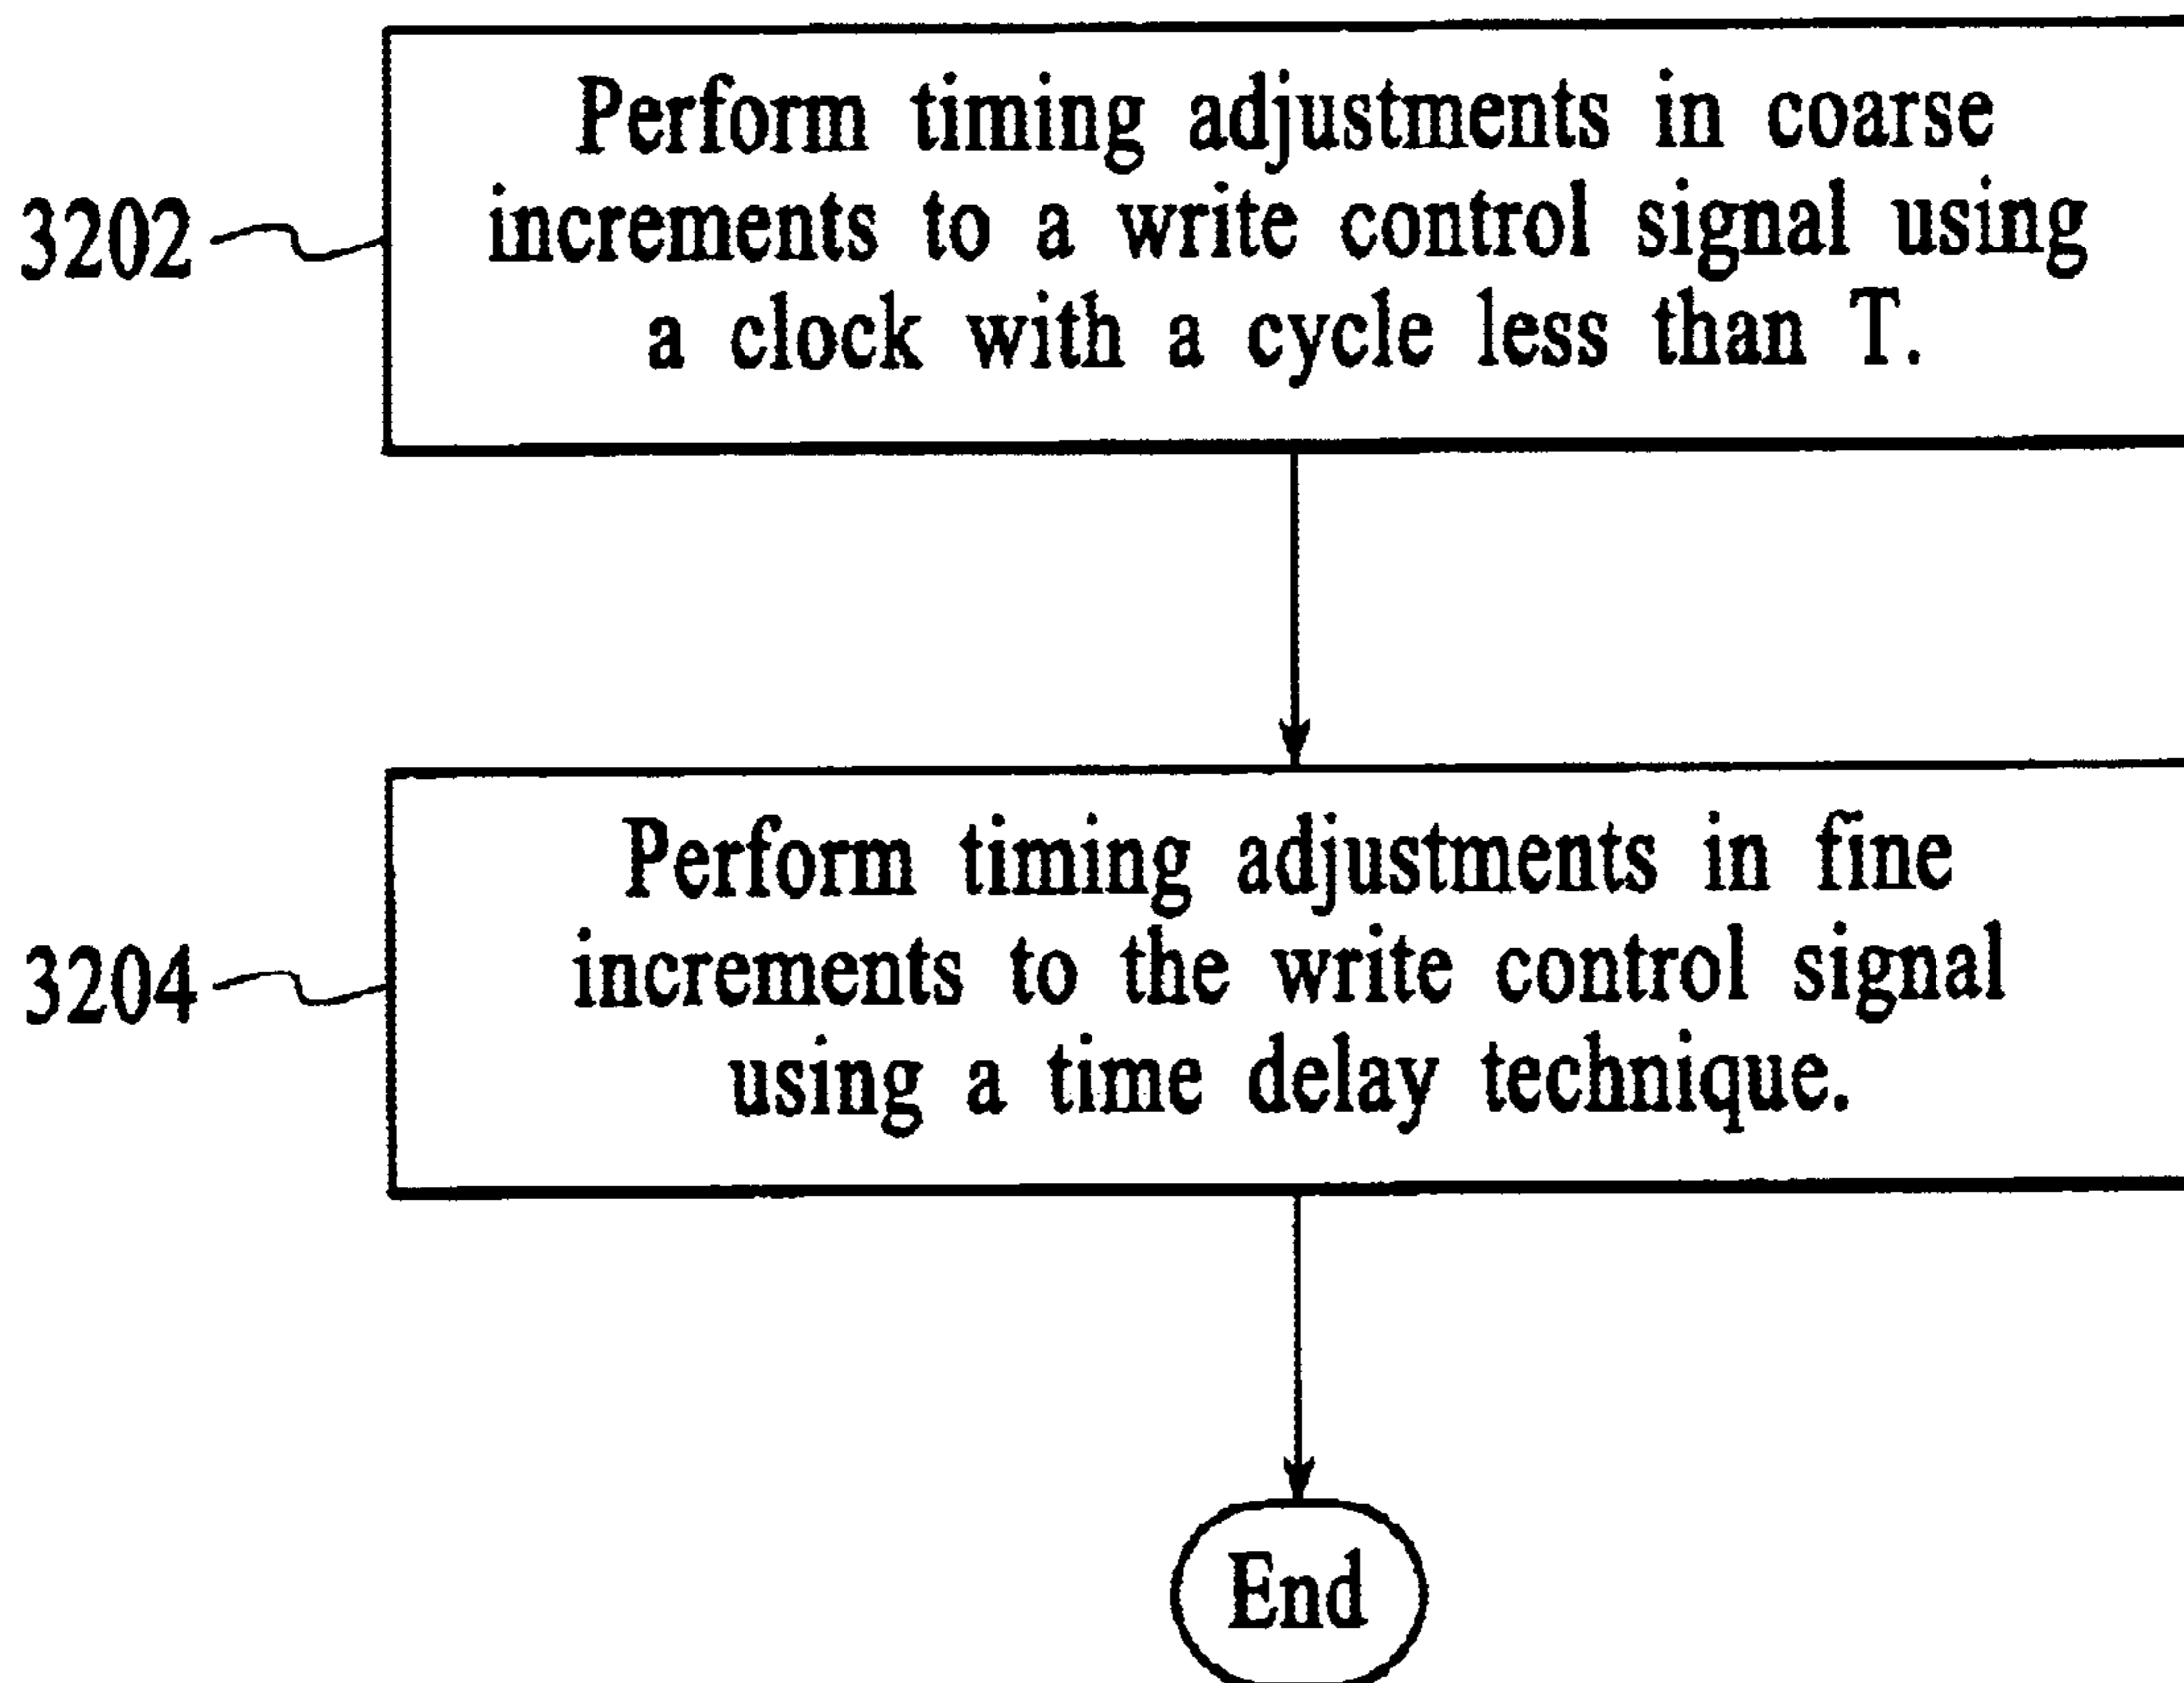 Perform timing adjustments in coarse
increments to a write control signal using
a clock with a cycle less than T.
3202
Perform timing adjustments in fine
increments to the write control signal
using a time delay technique.
3204
End